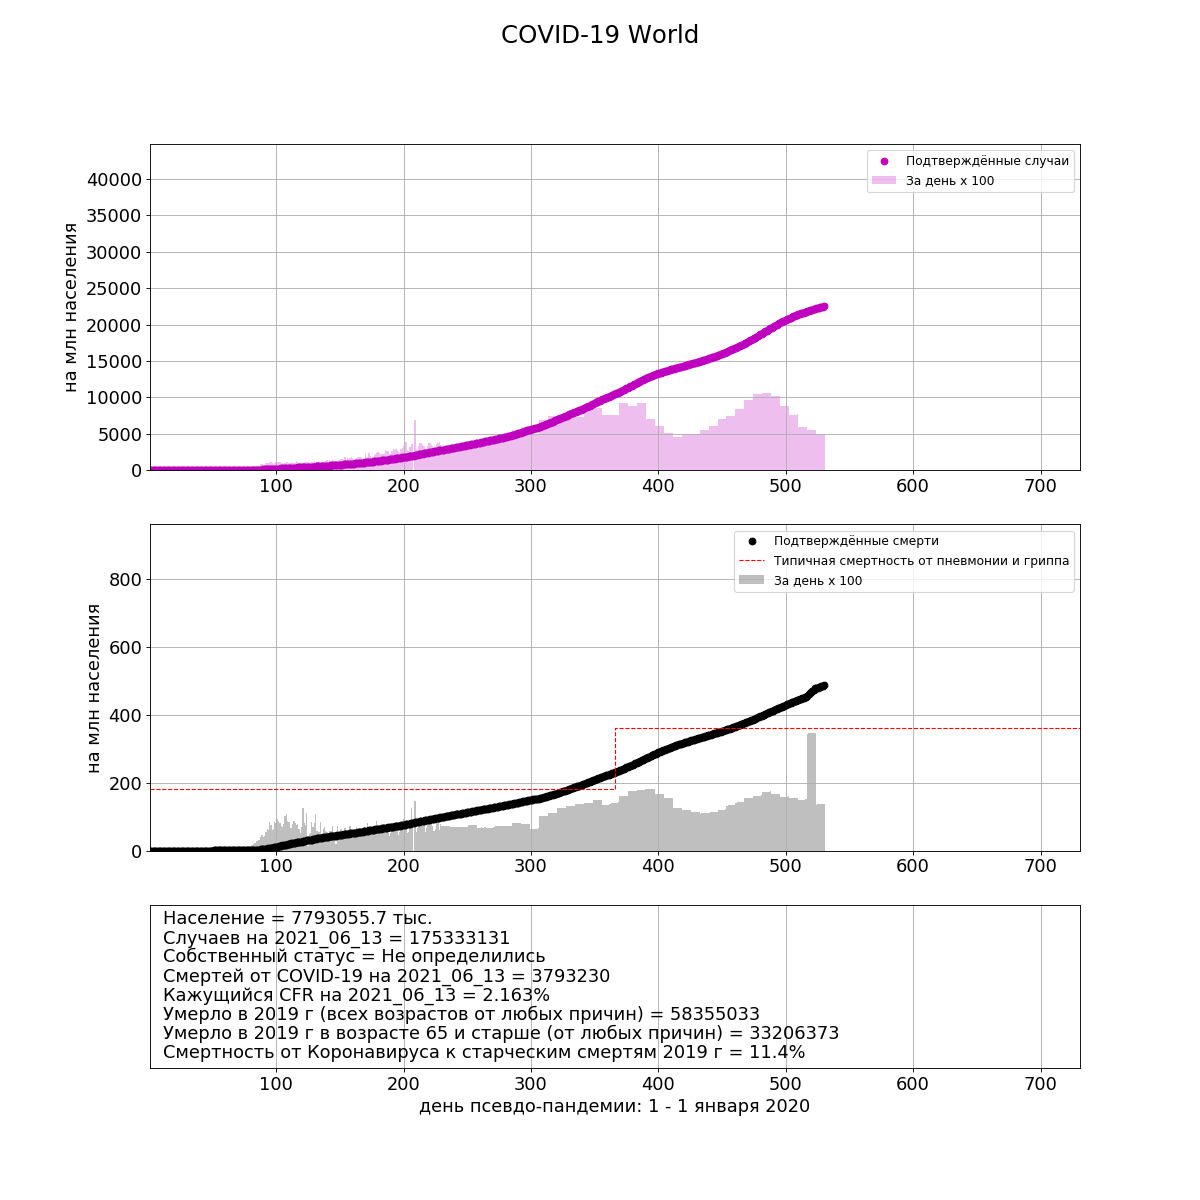 COVID-19 World
40000
35000
30000
25000
20000
15000
10000
5000
0
на млн населения
Подтверждённые случаи
За день x 100
100 200 300 400 500 600 700
800
600
400
200
0
на млн населения
Подтверждённые смерти
Типичная смертность от пневмонии и гриппа
За день x 100
100 200 300 400 500 600 700
Население = 7793055.7 тыс.
Случаев на 2021_06_13 = 175333131
Собственный статус = Не определились
Смертей от COVID-19 на 2021_06_13 = 3793230
Кажущийся CFR на 2021_06_13 = 2.163%
Умерло в 2019 г (всех возрастов от любых причин) = 58355033
Умерло в 2019 г в возрасте 65 и старше (от любых причин) = 33206373
Смертность от Коронавируса к старческим смертям 2019 г = 11.4%
100 200 300 400 500 600 700
день псевдо-пандемии: 1 - 1 января 2020